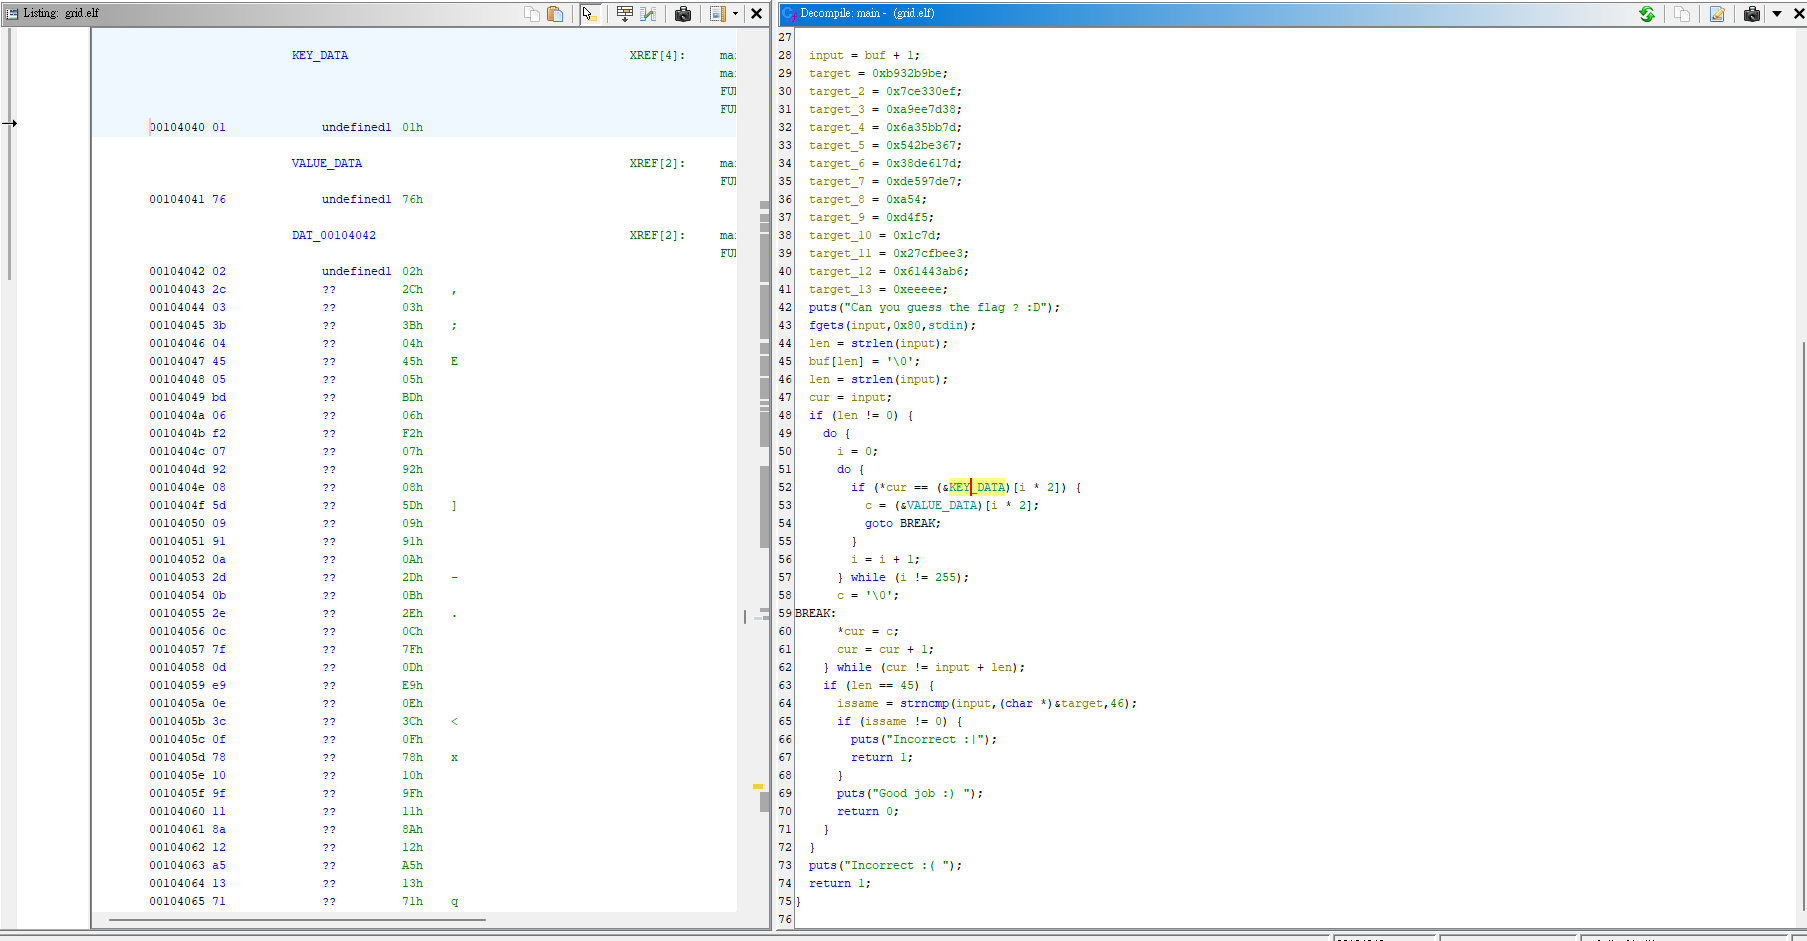 Listing: grid.elf
KEY_DATA XREF[4]: ma
ma
FU
FU
00104040 01 undefined1 01h
VALUE_DATA XREF[2]: ma
FU
00104041 76 undefined1 76h
DAT_00104042 XREF[2]: ma
FU
00104042 02 undefined1 02h
00104043 2c ?? 2Ch ,
00104044 03 ?? 03h
00104045 3b ?? 3Bh ;
00104046 04 ?? 04h
00104047 45 ?? 45h E
00104048 05 ?? 05h
00104049 bd ?? BDh
0010404a 06 ?? 06h
0010404b f2 ?? F2h
0010404c 07 ?? 07h
0010404d 92 ?? 92h
0010404e 08 ?? 08h
0010404f 5d ?? 5Dh ]
00104050 09 ?? 09h
00104051 91 ?? 91h
00104052 0a ?? 0Ah
00104053 2d ?? 2Dh -
00104054 0b ?? 0Bh
00104055 2e ?? 2Eh .
00104056 0c ?? 0Ch
00104057 7f ?? 7Fh
00104058 0d ?? 0Dh
00104059 e9 ?? E9h
0010405a 0e ?? 0Eh
0010405b 3c ?? 3Ch <
0010405c 0f ?? 0Fh
0010405d 78 ?? 78h x
0010405e 10 ?? 10h
0010405f 9f ?? 9Fh
00104060 11 ?? 11h
00104061 8a ?? 8Ah
00104062 12 ?? 12h
00104063 a5 ?? A5h
00104064 13 ?? 13h
00104065 71 ?? 71h q
Decompile: main - (grid.elf)
27
28 input = buf + 1;
29 target = 0xb932b9be;
30 target_2 = 0x7ce330ef;
31 target_3 = 0xa9ee7d38;
32 target_4 = 0x6a35bb7d;
33 target_5 = 0x542be367;
34 target_6 = 0x38de617d;
35 target_7 = 0xde597de7;
36 target_8 = 0xa54;
37 target_9 = 0xd4f5;
38 target_10 = 0x1c7d;
39 target_11 = 0x27cfbee3;
40 target_12 = 0x61443ab6;
41 target_13 = 0xeeeee;
42 puts("Can you guess the flag ? :D");
43 fgets(input,0x80,stdin);
44 len = strlen(input);
45 buf[len] = '\0';
46 len = strlen(input);
47 cur = input;
48 if (len != 0) {
49 do {
50 i = 0;
51 do {
52 if (*cur == (&KEY_DATA)[i * 2]) {
53 c = (&VALUE_DATA)[i * 2];
54 goto BREAK;
55 }
56 i = i + 1;
57 } while (i != 255);
58 c = '\0';
59 BREAK:
60 *cur = c;
61 cur = cur + 1;
62 } while (cur != input + len);
63 if (len == 45) {
64 issame = strncmp(input,(char *)&target,46);
65 if (issame != 0) {
66 puts("Incorrect :|");
67 return 1;
68 }
69 puts("Good job :) ");
70 return 0;
71 }
72 }
73 puts("Incorrect :( ");
74 return 1;
75 }
76